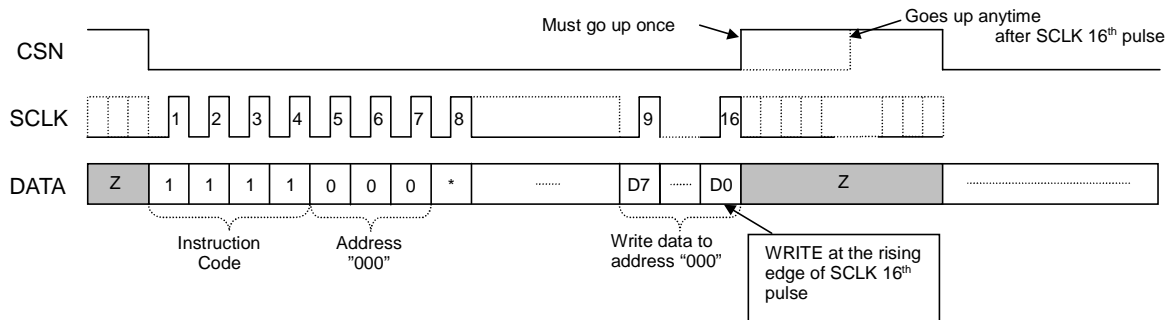 Must go up once
Goes up anytime
after SCLK 16th pulse
CSN
SCLK
1 2 3 4 5 6 7 8 9 16
DATA
Z 1 1 1 1 0 0 0 * ........ D7 ...... D0 Z
Instruction
Code
Address
"000"
Write data to
address “000”
WRITE at the rising
edge of SCLK 16th
pulse